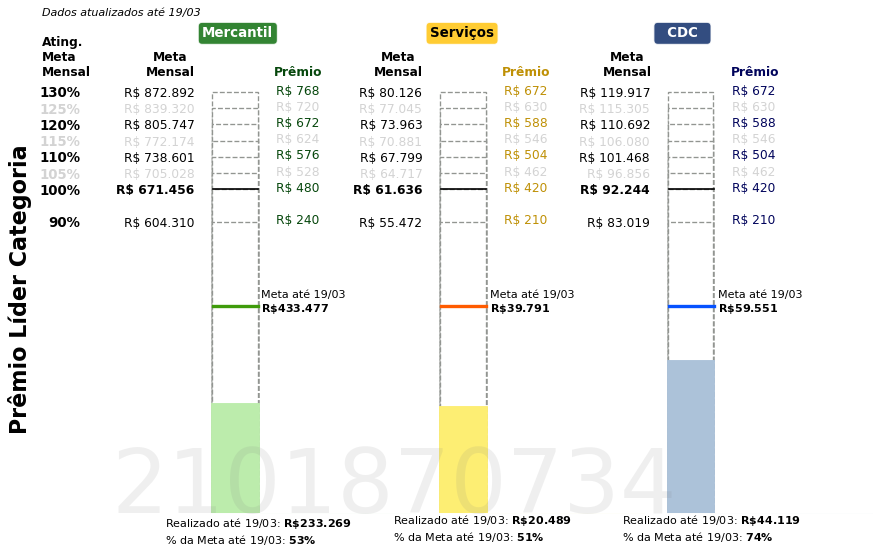 Dados atualizados até 19/03
Mercantil Serviços CDC
Ating. Meta Mensal Meta Mensal Prêmio Meta Mensal Prêmio Meta Mensal Prêmio
130% R$ 872.892 R$ 768 R$ 80.126 R$ 672 R$ 119.917 R$ 672
125% R$ 839.320 R$ 720 R$ 77.045 R$ 630 R$ 115.305 R$ 630
120% R$ 805.747 R$ 672 R$ 73.963 R$ 588 R$ 110.692 R$ 588
115% R$ 772.174 R$ 624 R$ 70.881 R$ 546 R$ 106.080 R$ 546
110% R$ 738.601 R$ 576 R$ 67.799 R$ 504 R$ 101.468 R$ 504
105% R$ 705.028 R$ 528 R$ 64.717 R$ 462 R$ 96.856 R$ 462
100% R$ 671.456 R$ 480 R$ 61.636 R$ 420 R$ 92.244 R$ 420
90% R$ 604.310 R$ 240 R$ 55.472 R$ 210 R$ 83.019 R$ 210
Prêmio Líder Categoria
Meta até 19/03 Meta até 19/03 Meta até 19/03
R$433.477 R$39.791 R$59.551
2101870734
Realizado até 19/03: R$233.269 Realizado até 19/03: R$20.489 Realizado até 19/03: R$44.119
% da Meta até 19/03: 53% % da Meta até 19/03: 51% % da Meta até 19/03: 74%